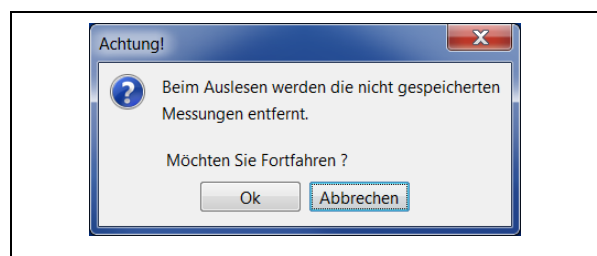 Achtung!
Beim Auslesen werden die nicht gespeicherten
Messungen entfernt.
Möchten Sie Fortfahren ?
Ok Abbrechen